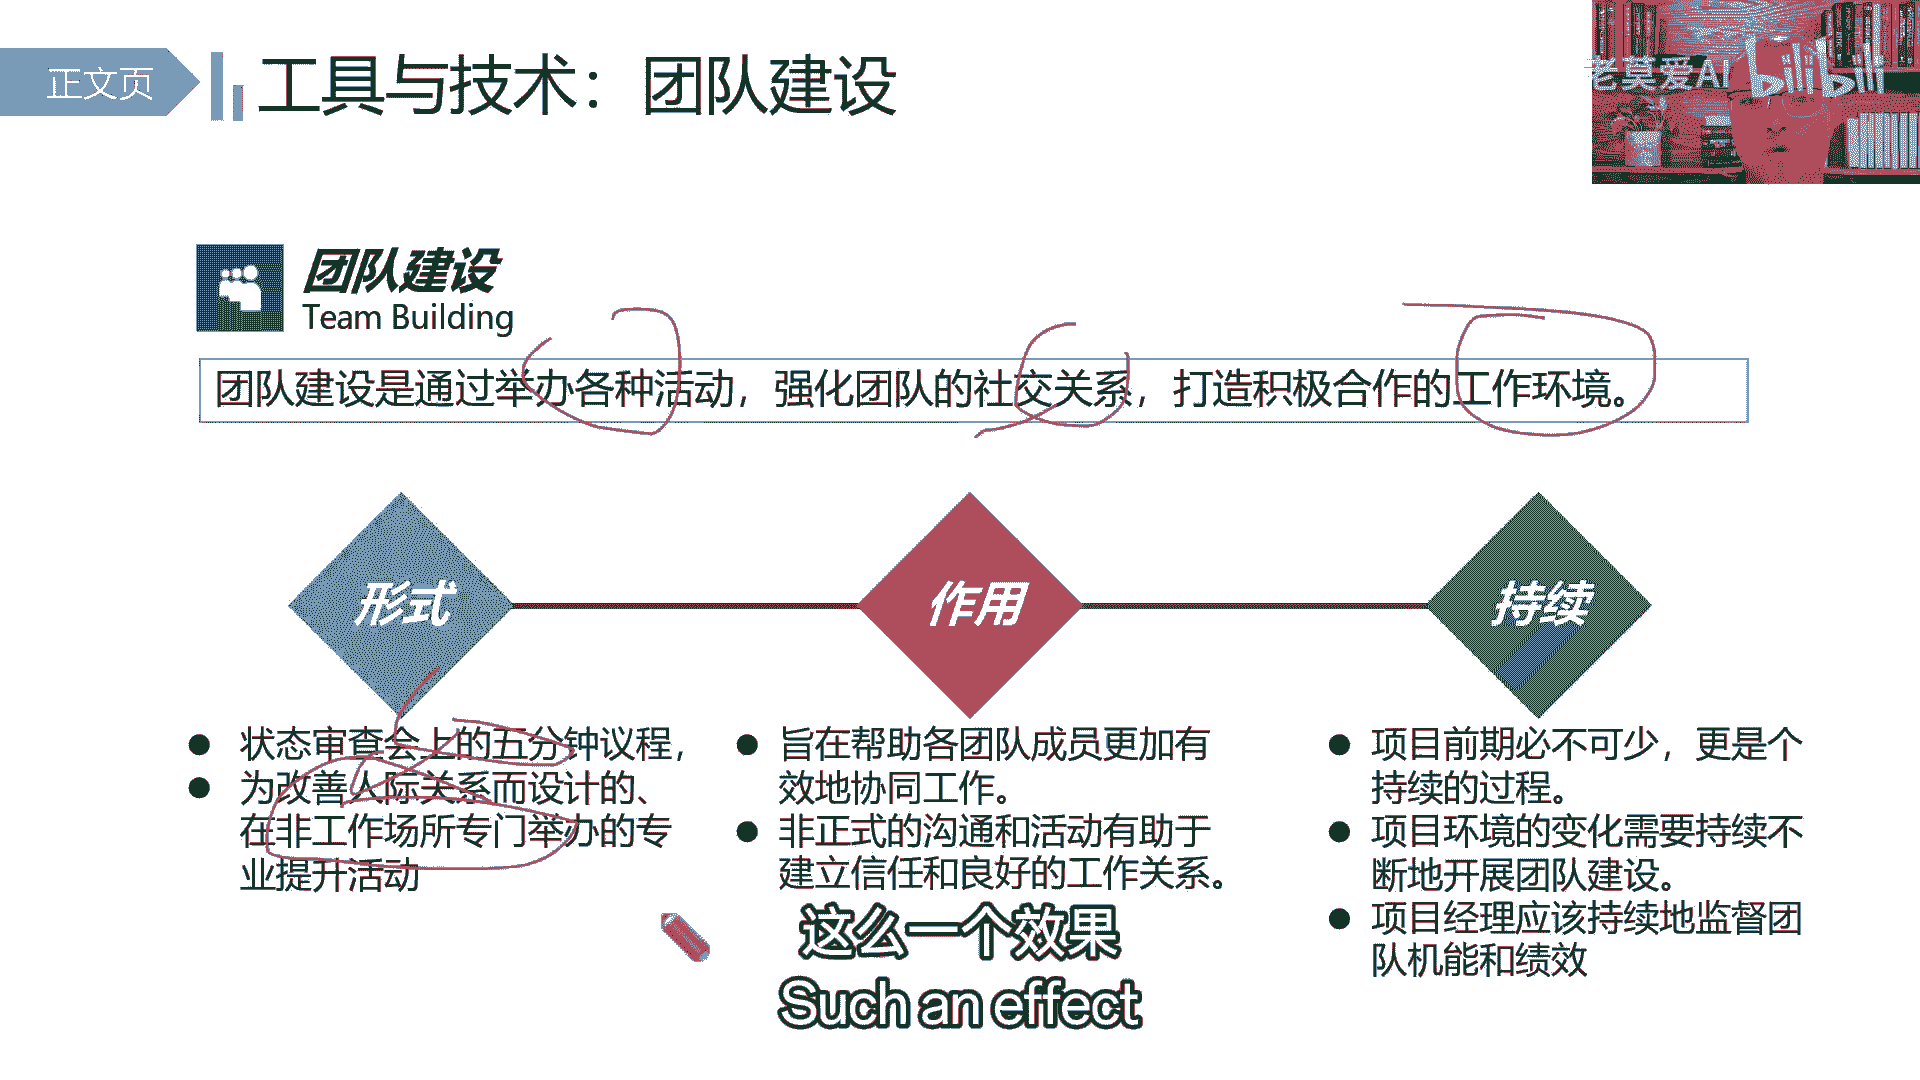 正文页
工具与技术：团队建设
老莫爱AI
bilibili
团队建设
Team Building
团队建设是通过举办各种活动，强化团队的社交关系，打造积极合作的工作环境。
形式
作用
持续
状态审查会上的五分钟议程，
为改善人际关系而设计的、
在非工作场所专门举办的专
业提升活动
旨在帮助各团队成员更加有
效地协同工作。
非正式的沟通和活动有助于
建立信任和良好的工作关系。
项目前期必不可少，更是个
持续的过程。
项目环境的变化需要持续不
断地开展团队建设。
项目经理应该持续地监督团
队机能和绩效
这么一个效果
Such an effect